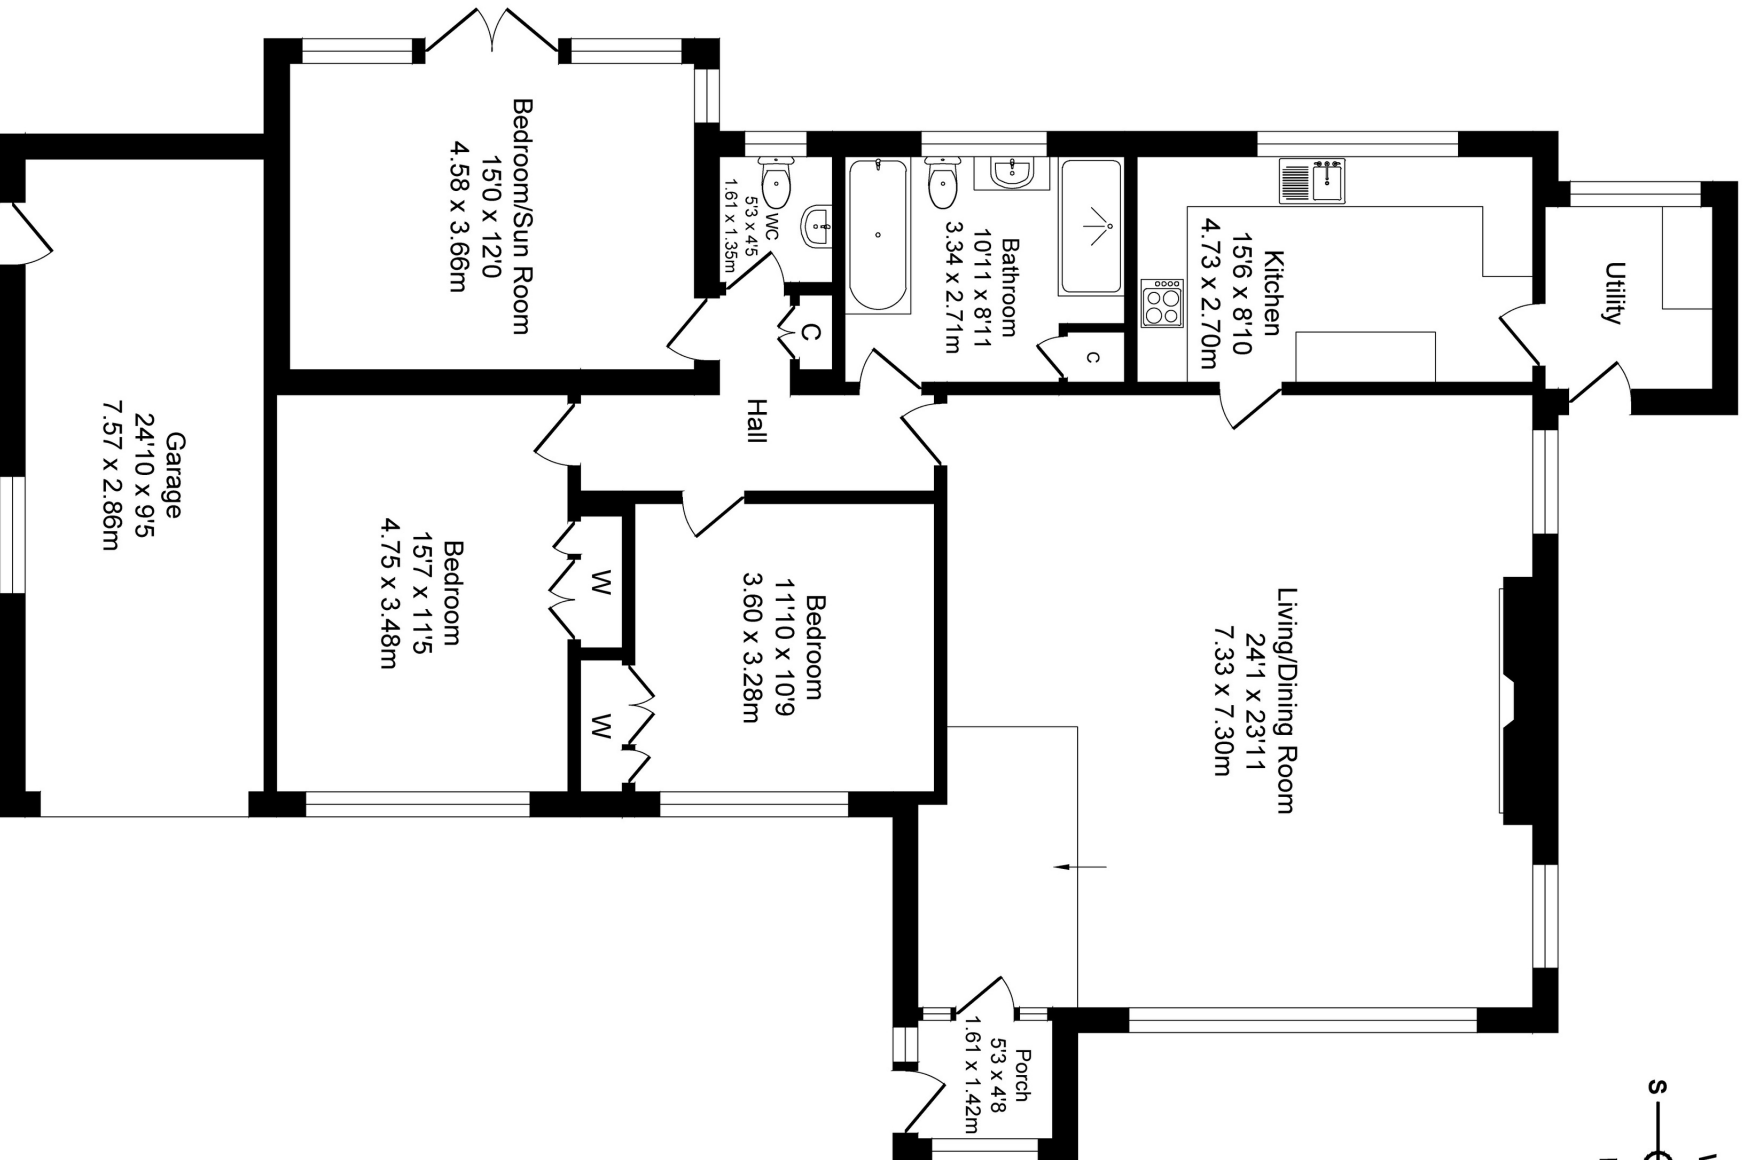 Utility
Kitchen
15'6 x 8'10
4.73 x 2.70m
Bathroom
10'11 x 8'11
3.34 x 2.71m
C
WC
5'3 x 4'5
1.61 x 1.35m
C
Bedroom/Sun Room
15'0 x 12'0
4.58 x 3.66m
Hall
Living/Dining Room
24'1 x 23'11
7.33 x 7.30m
Bedroom
11'10 x 10'9
3.60 x 3.28m
W
W
Bedroom
15'7 x 11'5
4.75 x 3.48m
Garage
24'10 x 9'5
7.57 x 2.86m
Porch
5'3 x 4'8
1.61 x 1.42m
S